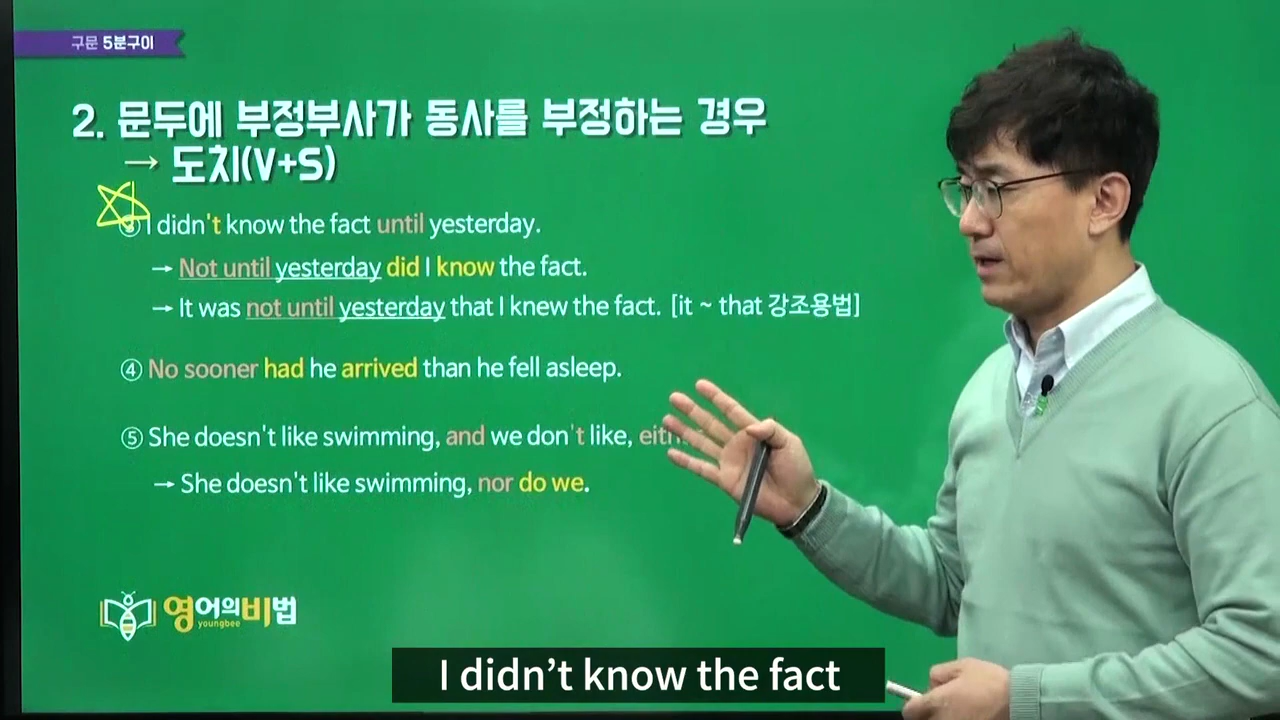 구문 5분구이
2. 문두에 부정부사가 동사를 부정하는 경우
→ 도치(V+S)
I didn't know the fact until yesterday.
→ Not until yesterday did I know the fact.
→ It was not until yesterday that I knew the fact. [it ~ that 강조용법]
④ No sooner had he arrived than he fell asleep.
⑤ She doesn't like swimming, and we don't like,
→ She doesn't like swimming, nor do we.
영어의비법
youngbee
I didn’t know the fact